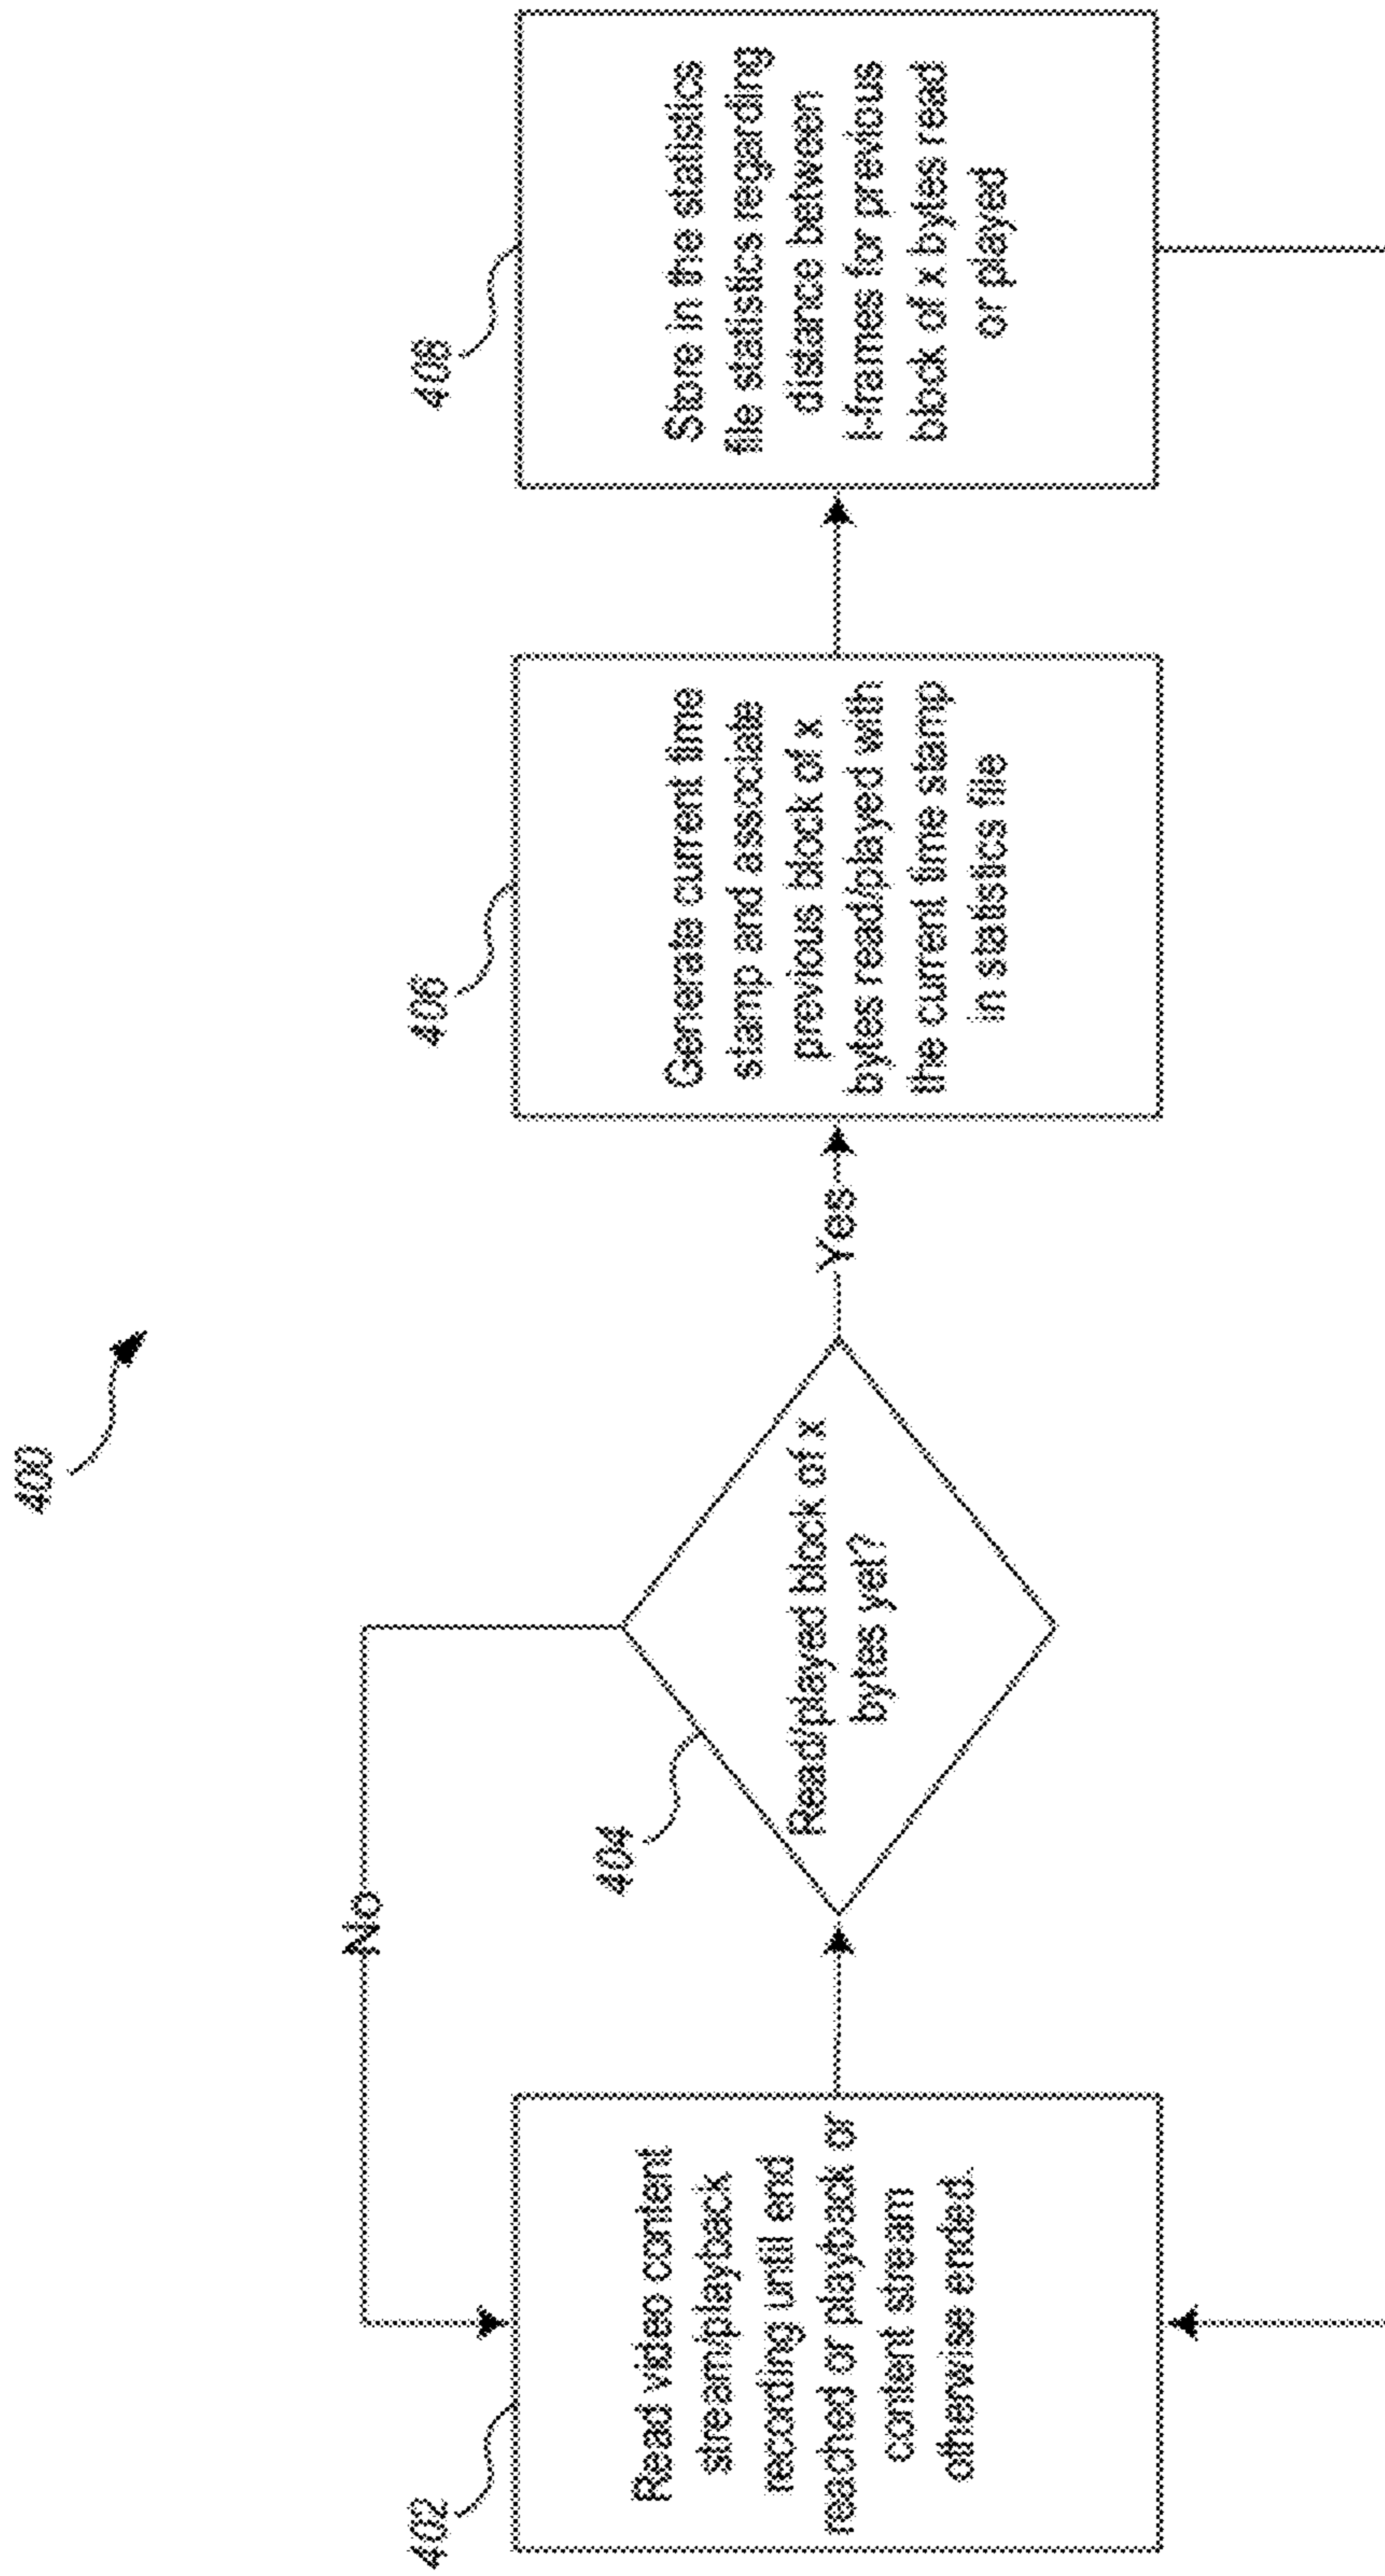 400
402
Read video content
stream/playback
recording until end
reached or playback or
content stream
otherwise ended.
No
404
Read/played block of x
bytes yet?
Yes
406
Generate current time
stamp and associate
previous block of x
bytes read/played with
the current time stamp
in statistics file
408
Store in the statistics
file statistics regarding
distance between
I-frames for previous
block of x bytes read
or played